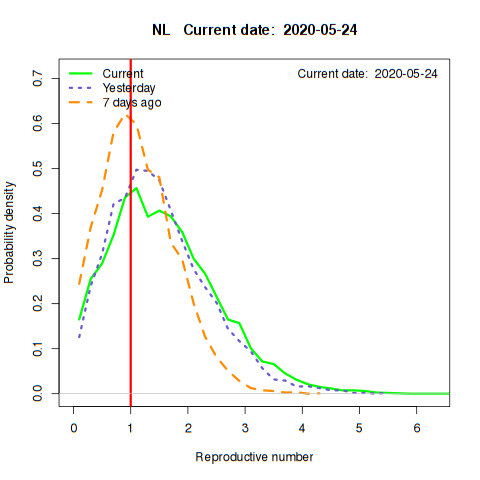 NL Current date: 2020-05-24
Current
Yesterday
7 days ago
Current date: 2020-05-24
Probability density
0.7
0.6
0.5
0.4
0.3
0.2
0.1
0.0
0 1 2 3 4 5 6
Reproductive number